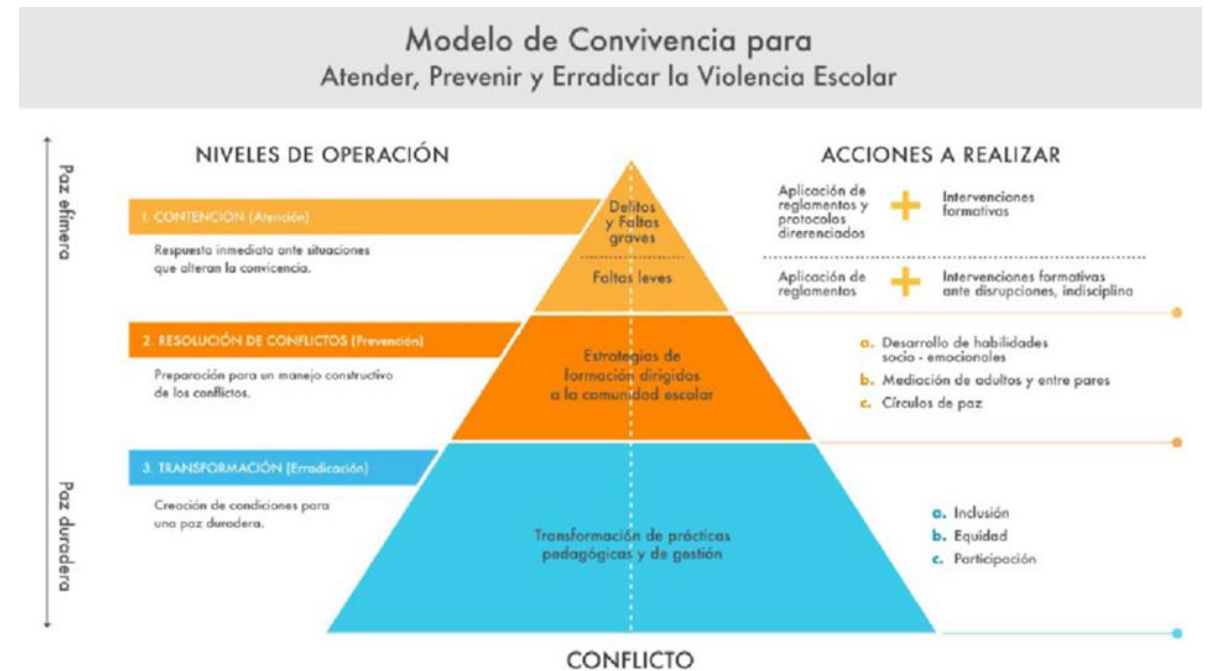 Modelo de Convivencia para
Atender, Prevenir y Erradicar la Violencia Escolar
Paz efímera
Paz duradera
NIVELES DE OPERACIÓN
1. CONTENCIÓN (Atención)
Respuesta inmediata ante situaciones
que alteran la convicencia.
2. RESOLUCIÓN DE CONFLICTOS (Prevención)
Preparación para un manejo constructivo
de los conflictos.
3. TRANSFORMACIÓN (Erradicación)
Creación de condiciones para
una paz duradera.
Delitos
y Faltas
graves
Faltas leves
Estrategias de
formación dirigidas
a la comunidad escolar
Transformación de prácticas
pedagógicas y de gestión
CONFLICTO
ACCIONES A REALIZAR
Aplicación de
reglamentos y
protocolos
direrenciados
+
Intervenciones
formativas
Aplicación de
reglamentos
+
Intervenciones formativas
ante disrupciones, indisciplina
a. Desarrollo de habilidades
socio - emocionales
b. Mediación de adultos y entre pares
c. Círculos de paz
a. Inclusión
b. Equidad
c. Participación